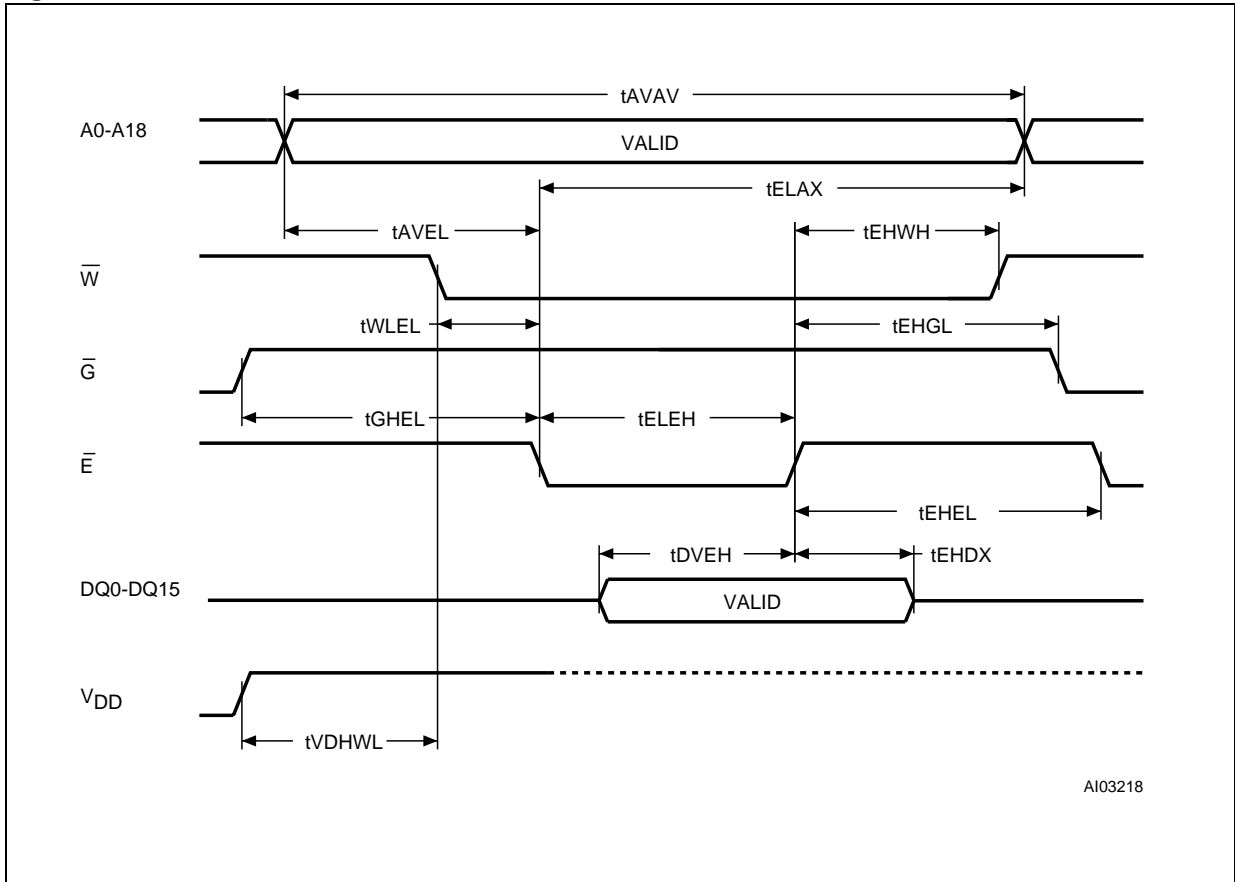 tAVAV
A0-A18
VALID
tELAX
tAVEL
tEHWH
W
tWLEL
tEHGL
G
tGHEL
tELEH
E
tEHEL
tDVEH
tEHDX
DQ0-DQ15
VALID
VDD
tVDHWL
AI03218